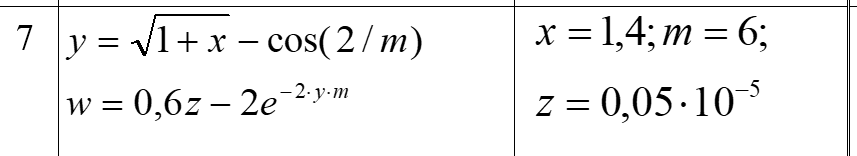 7 y = √1 + x − cos(2 / m) x = 1,4; m = 6;
w = 0,6z − 2e^−2·y·m z = 0,05·10^−5